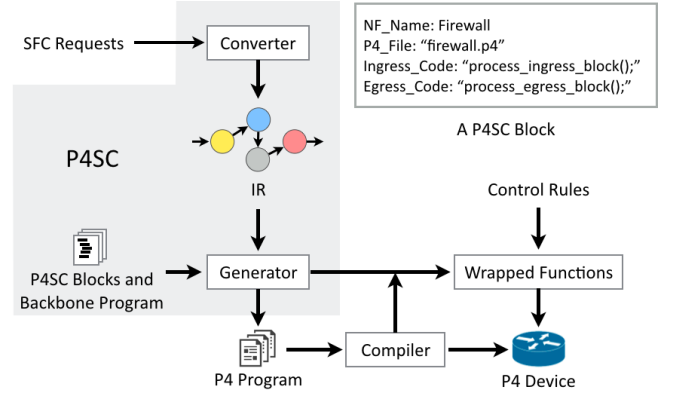 SFC Requests
Converter
NF_Name: Firewall
P4_File: “firewall.p4”
Ingress_Code: “process_ingress_block();”
Egress_Code: “process_egress_block();”
A P4SC Block
P4SC
IR
Control Rules
P4SC Blocks and
Backbone Program
Generator
Wrapped Functions
Compiler
P4 Program
P4 Device